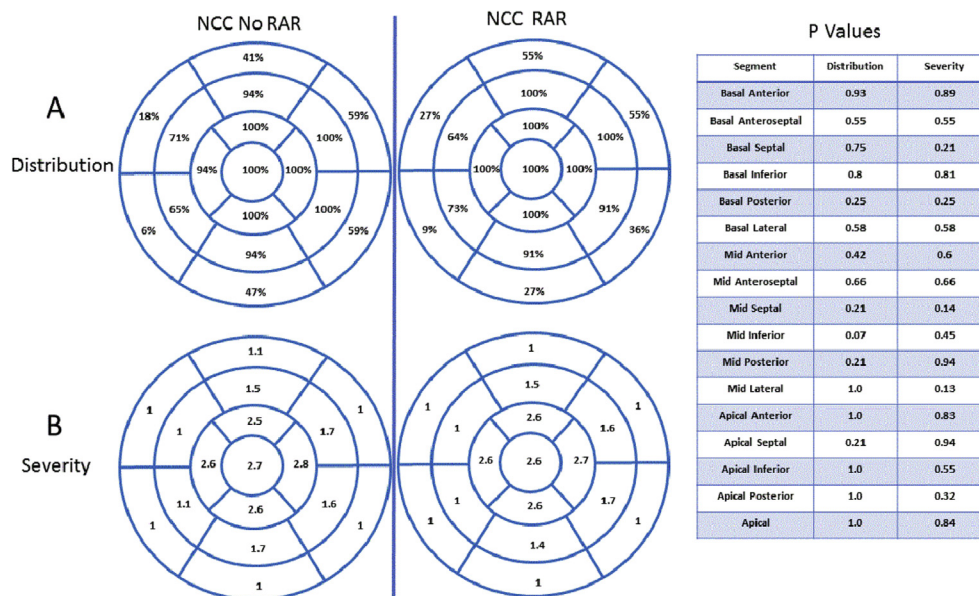 NCC No RAR
NCC RAR
P Values
A
Distribution
41%
18%
59%
94%
71%
100%
100%
94%
100%
100%
65%
100%
100%
6%
59%
94%
47%
55%
27%
55%
100%
64%
100%
100%
100%
100%
100%
73%
91%
100%
9%
36%
91%
27%
B
Severity
1.1
1
1
1.5
1
1.7
2.5
2.6
2.7
2.8
1.1
1.6
2.6
1
1
1.7
1
1
1
1
1.5
1
1.6
2.6
2.6
2.6
2.7
1
1.7
2.6
1
1
1.4
1
Segment Distribution Severity
Basal Anterior 0.93 0.89
Basal Anteroseptal 0.55 0.55
Basal Septal 0.75 0.21
Basal Inferior 0.8 0.81
Basal Posterior 0.25 0.25
Basal Lateral 0.58 0.58
Mid Anterior 0.42 0.6
Mid Anteroseptal 0.66 0.66
Mid Septal 0.21 0.14
Mid Inferior 0.07 0.45
Mid Posterior 0.21 0.94
Mid Lateral 1.0 0.13
Apical Anterior 1.0 0.83
Apical Septal 0.21 0.94
Apical Inferior 1.0 0.55
Apical Posterior 1.0 0.32
Apical 1.0 0.84